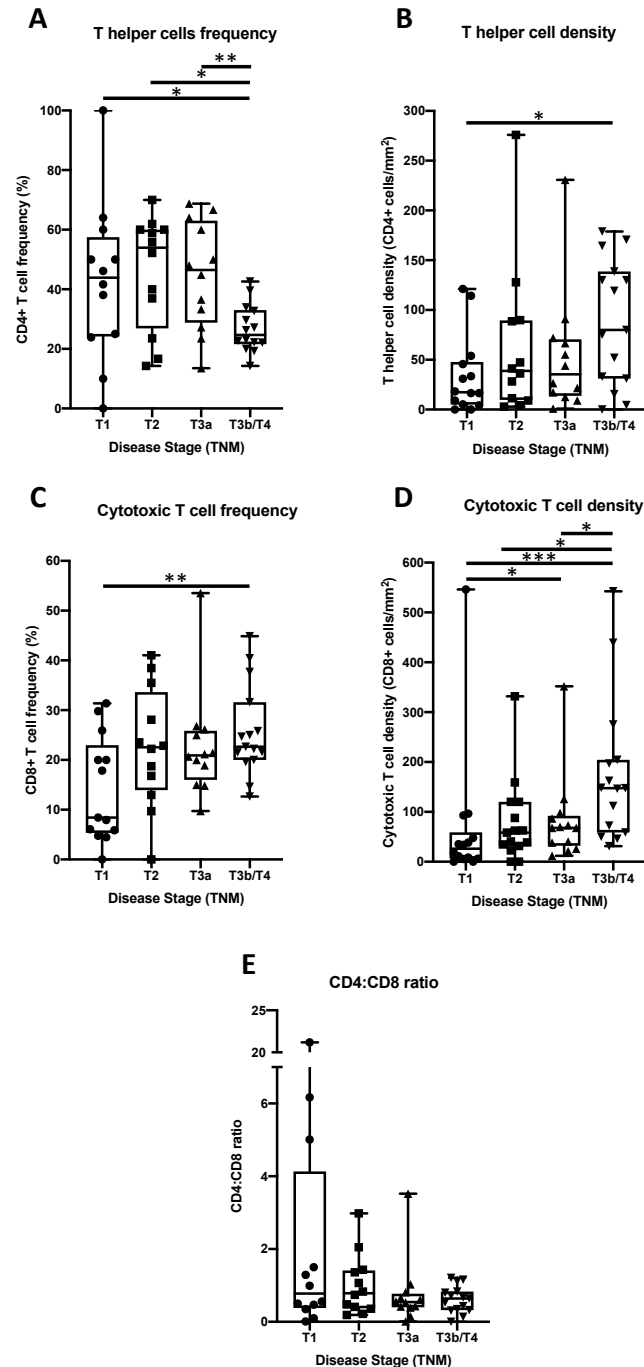 A
T helper cells frequency
**
*
*
100
80
60
40
20
0
CD4+ T cell frequency (%)
T1 T2 T3a T3b/T4
Disease Stage (TNM)
B
T helper cell density
*
300
250
200
150
100
50
0
T helper cell density (CD4+ cells/mm²)
T1 T2 T3a T3b/T4
Disease Stage (TNM)
C
Cytotoxic T cell frequency
**
60
50
40
30
20
10
0
CD8+ T cell frequency (%)
T1 T2 T3a T3b/T4
Disease Stage (TNM)
D
Cytotoxic T cell density
*
*
***
*
600
500
400
300
200
100
0
Cytotoxic T cell density (CD8+ cells/mm²)
T1 T2 T3a T3b/T4
Disease Stage (TNM)
E
CD4:CD8 ratio
25
20
6
4
2
0
CD4:CD8 ratio
T1 T2 T3a T3b/T4
Disease Stage (TNM)